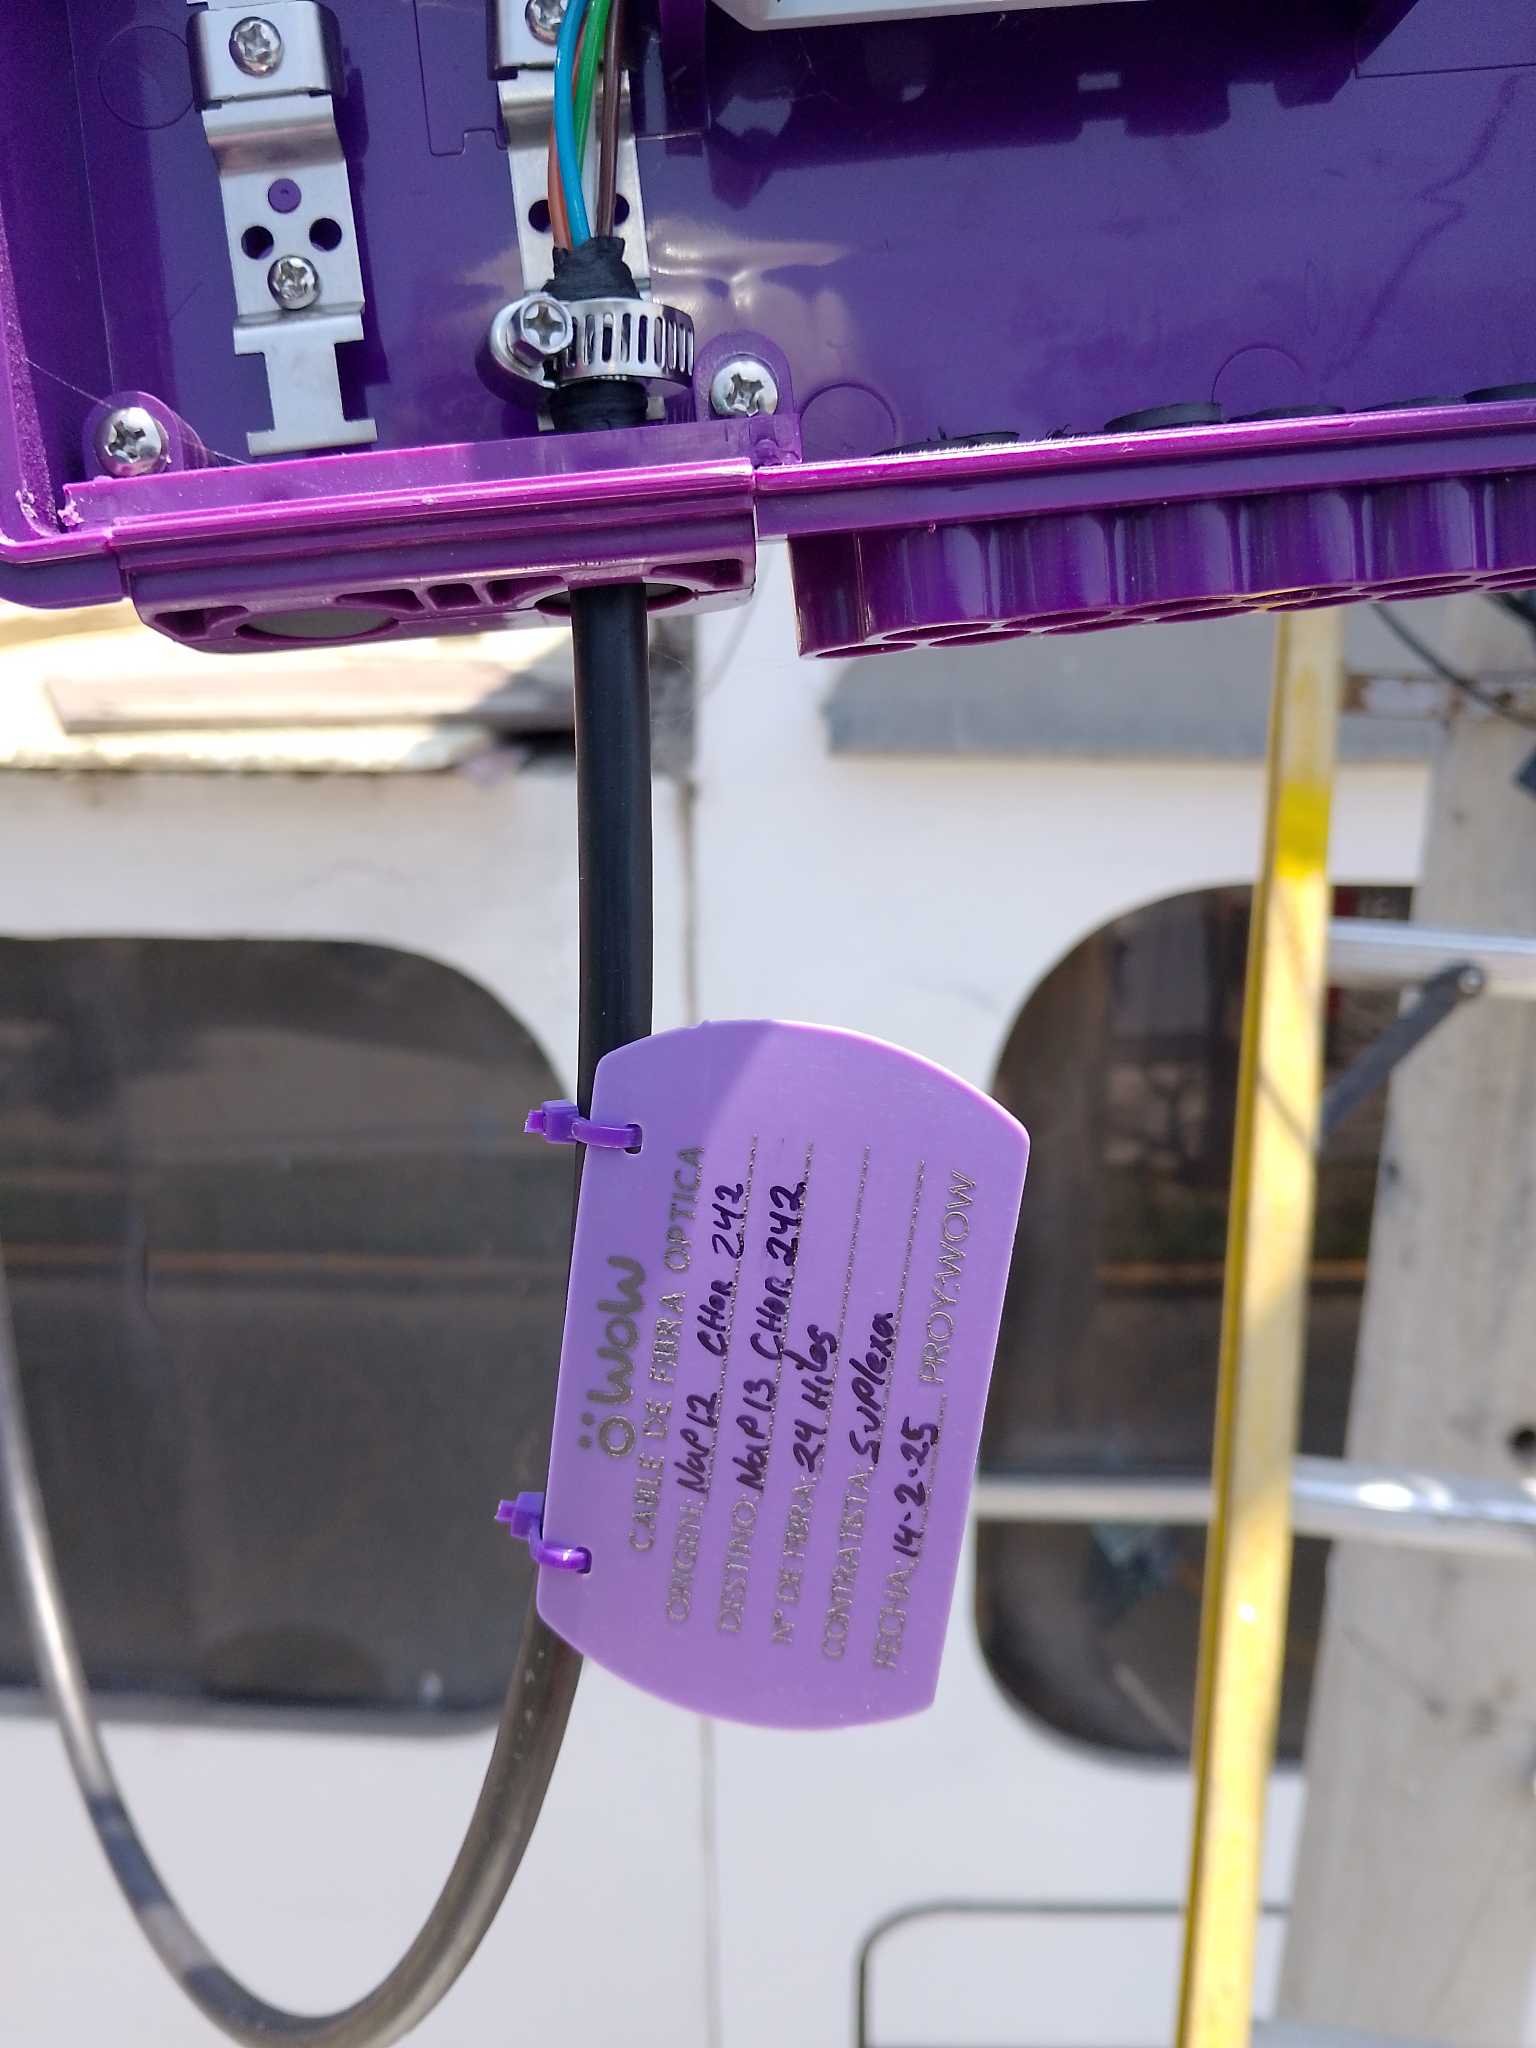 ÖWOW
CABLE DE FIBRA OPTICA
ORIGEN: NAP12 CHOR 242
DESTINO: NAP13 CHOR 242
N° DE FIBRA: 24 Hilos
CONTRATISTA: SUPlexa
FECHA: 14-2-25 PROY:WOW